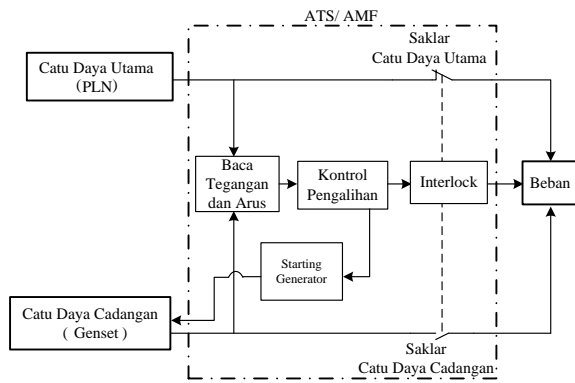 ATS/ AMF
Saklar
Catu Daya Utama
Catu Daya Utama
(PLN)
Baca
Tegangan
dan Arus
Kontrol
Pengalihan
Interlock
Beban
Starting
Generator
Catu Daya Cadangan
( Genset )
Saklar
Catu Daya Cadangan